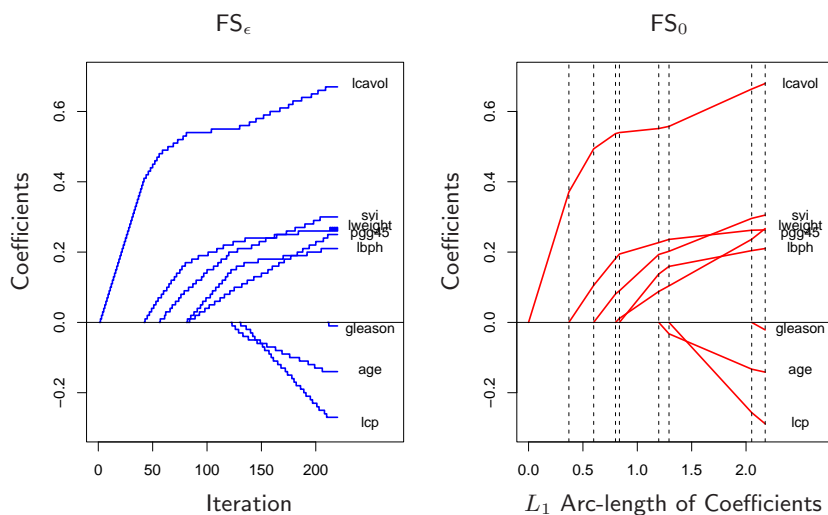 FS_ϵ
FS_0
Coefficients
0.6
0.4
0.2
0.0
−0.2
lcavol
svi
lweight
pgg45
lbph
gleason
age
lcp
0
50
100
150
200
Iteration
Coefficients
0.6
0.4
0.2
0.0
−0.2
lcavol
svi
lweight
pgg45
lbph
gleason
age
lcp
0.0
0.5
1.0
1.5
2.0
L_1 Arc-length of Coefficients